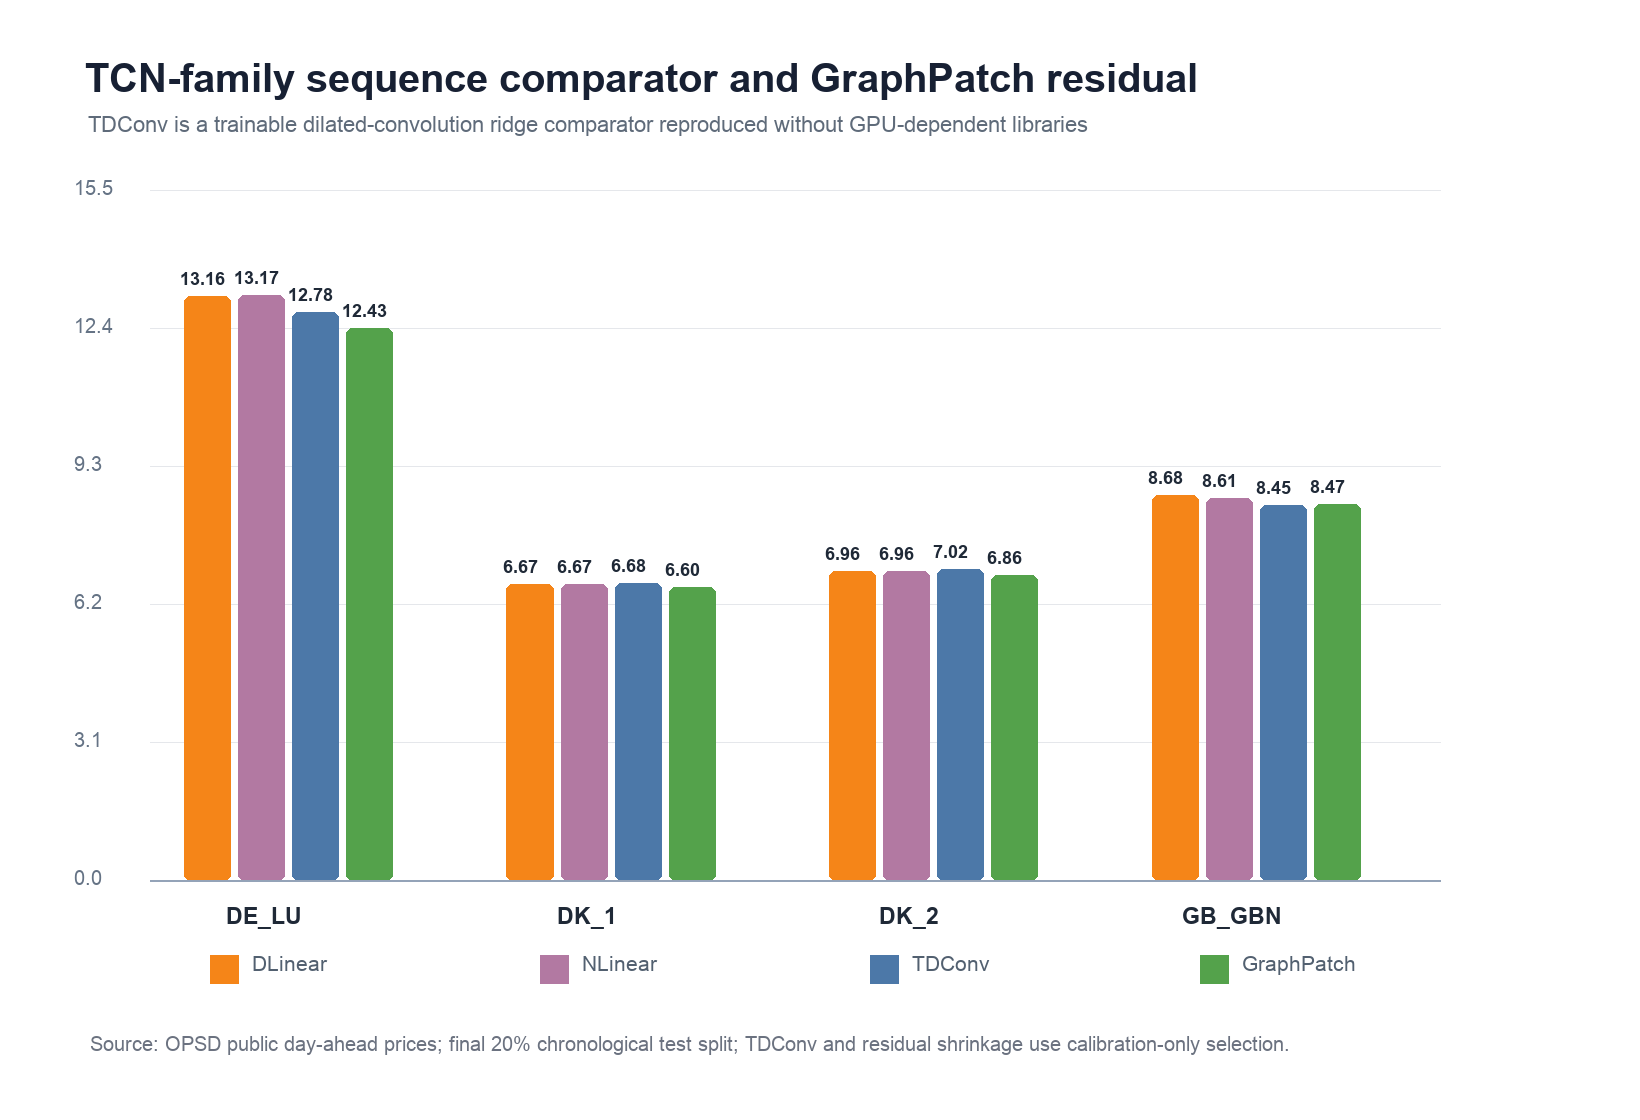 TCN-family sequence comparator and GraphPatch residual
TDConv is a trainable dilated-convolution ridge comparator reproduced without GPU-dependent libraries
15.5
13.16 13.17 12.78 12.43
12.4
9.3
8.68 8.61 8.45 8.47
6.67 6.67 6.68 6.60
6.96 6.96 7.02 6.86
6.2
3.1
0.0
DE_LU DK_1 DK_2 GB_GBN
DLinear NLinear TDConv GraphPatch
Source: OPSD public day-ahead prices; final 20% chronological test split; TDConv and residual shrinkage use calibration-only selection.